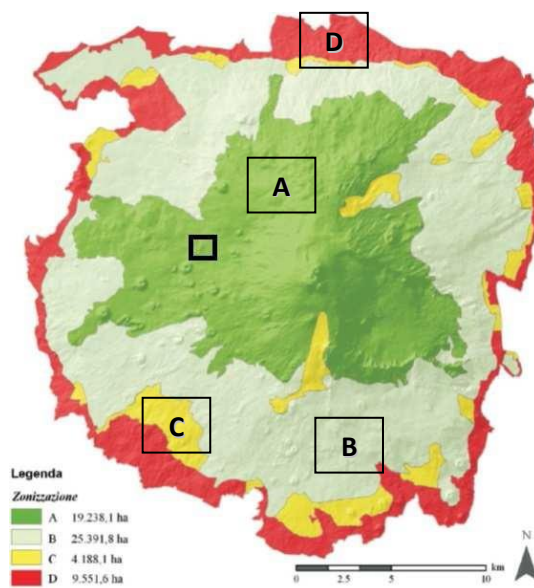 D
A
C
B
Legenda
Zonizzazione
A 19.238,1 ha
B 25.391,8 ha
C 4.188,1 ha
D 9.551,6 ha
N
km
0 2.5 5 10